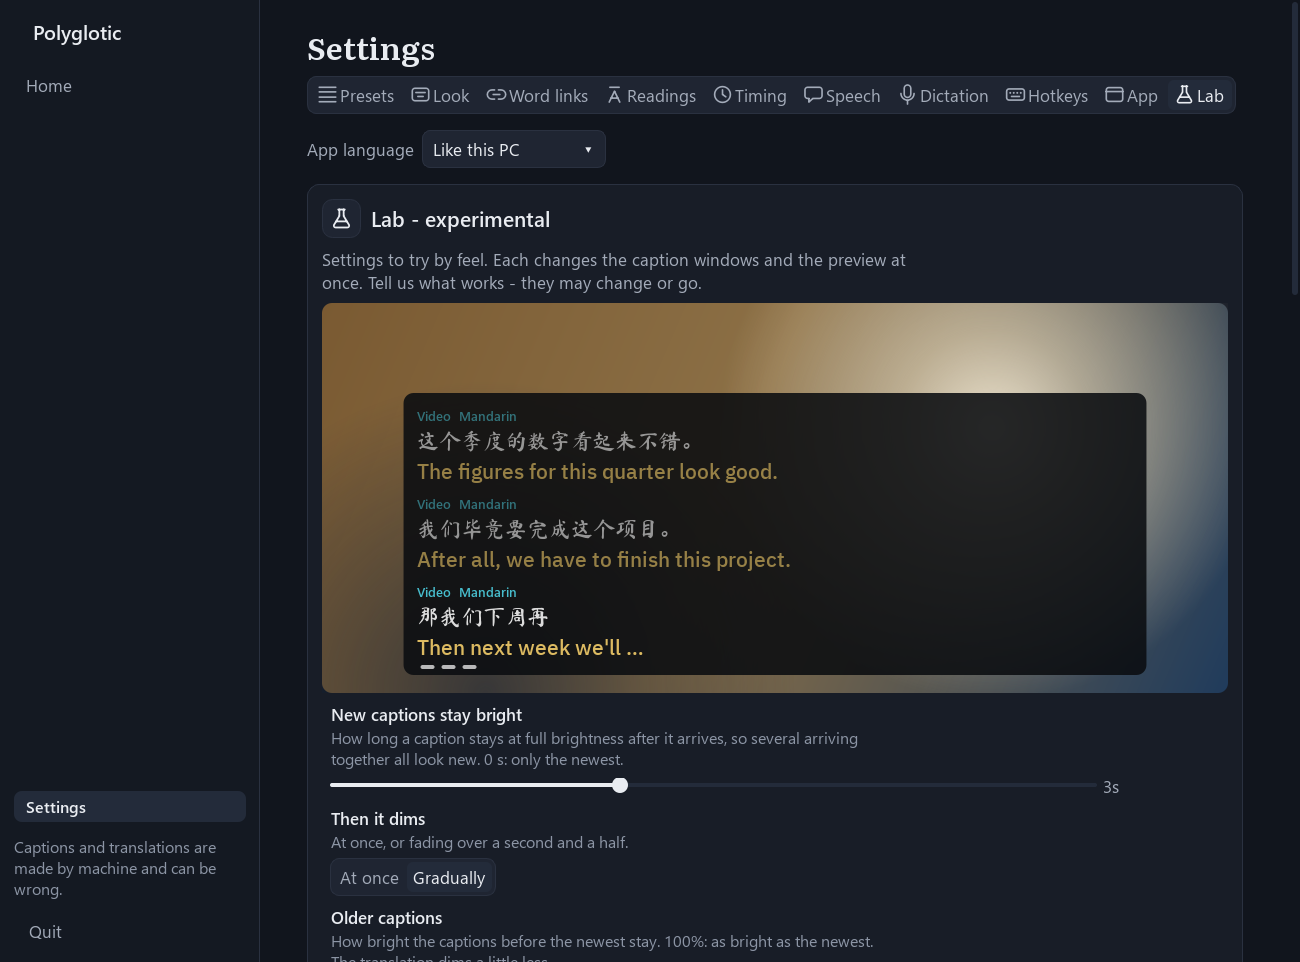 Polyglotic
Home
Settings
Presets Look Word links Readings Timing Speech Dictation Hotkeys App Lab
App language Like this PC
Lab - experimental
Settings to try by feel. Each changes the caption windows and the preview at
once. Tell us what works - they may change or go.
Video Mandarin
这个季度的数字看起来不错。
The figures for this quarter look good.
Video Mandarin
我们毕竟要完成这个项目。
After all, we have to finish this project.
Video Mandarin
那我们下周再
Then next week we'll ...
New captions stay bright
How long a caption stays at full brightness after it arrives, so several arriving
together all look new. 0 s: only the newest.
3s
Then it dims
At once, or fading over a second and a half.
At once Gradually
Older captions
How bright the captions before the newest stay. 100%: as bright as the newest.
The translation dims a little less.
Settings
Captions and translations are
made by machine and can be
wrong.
Quit